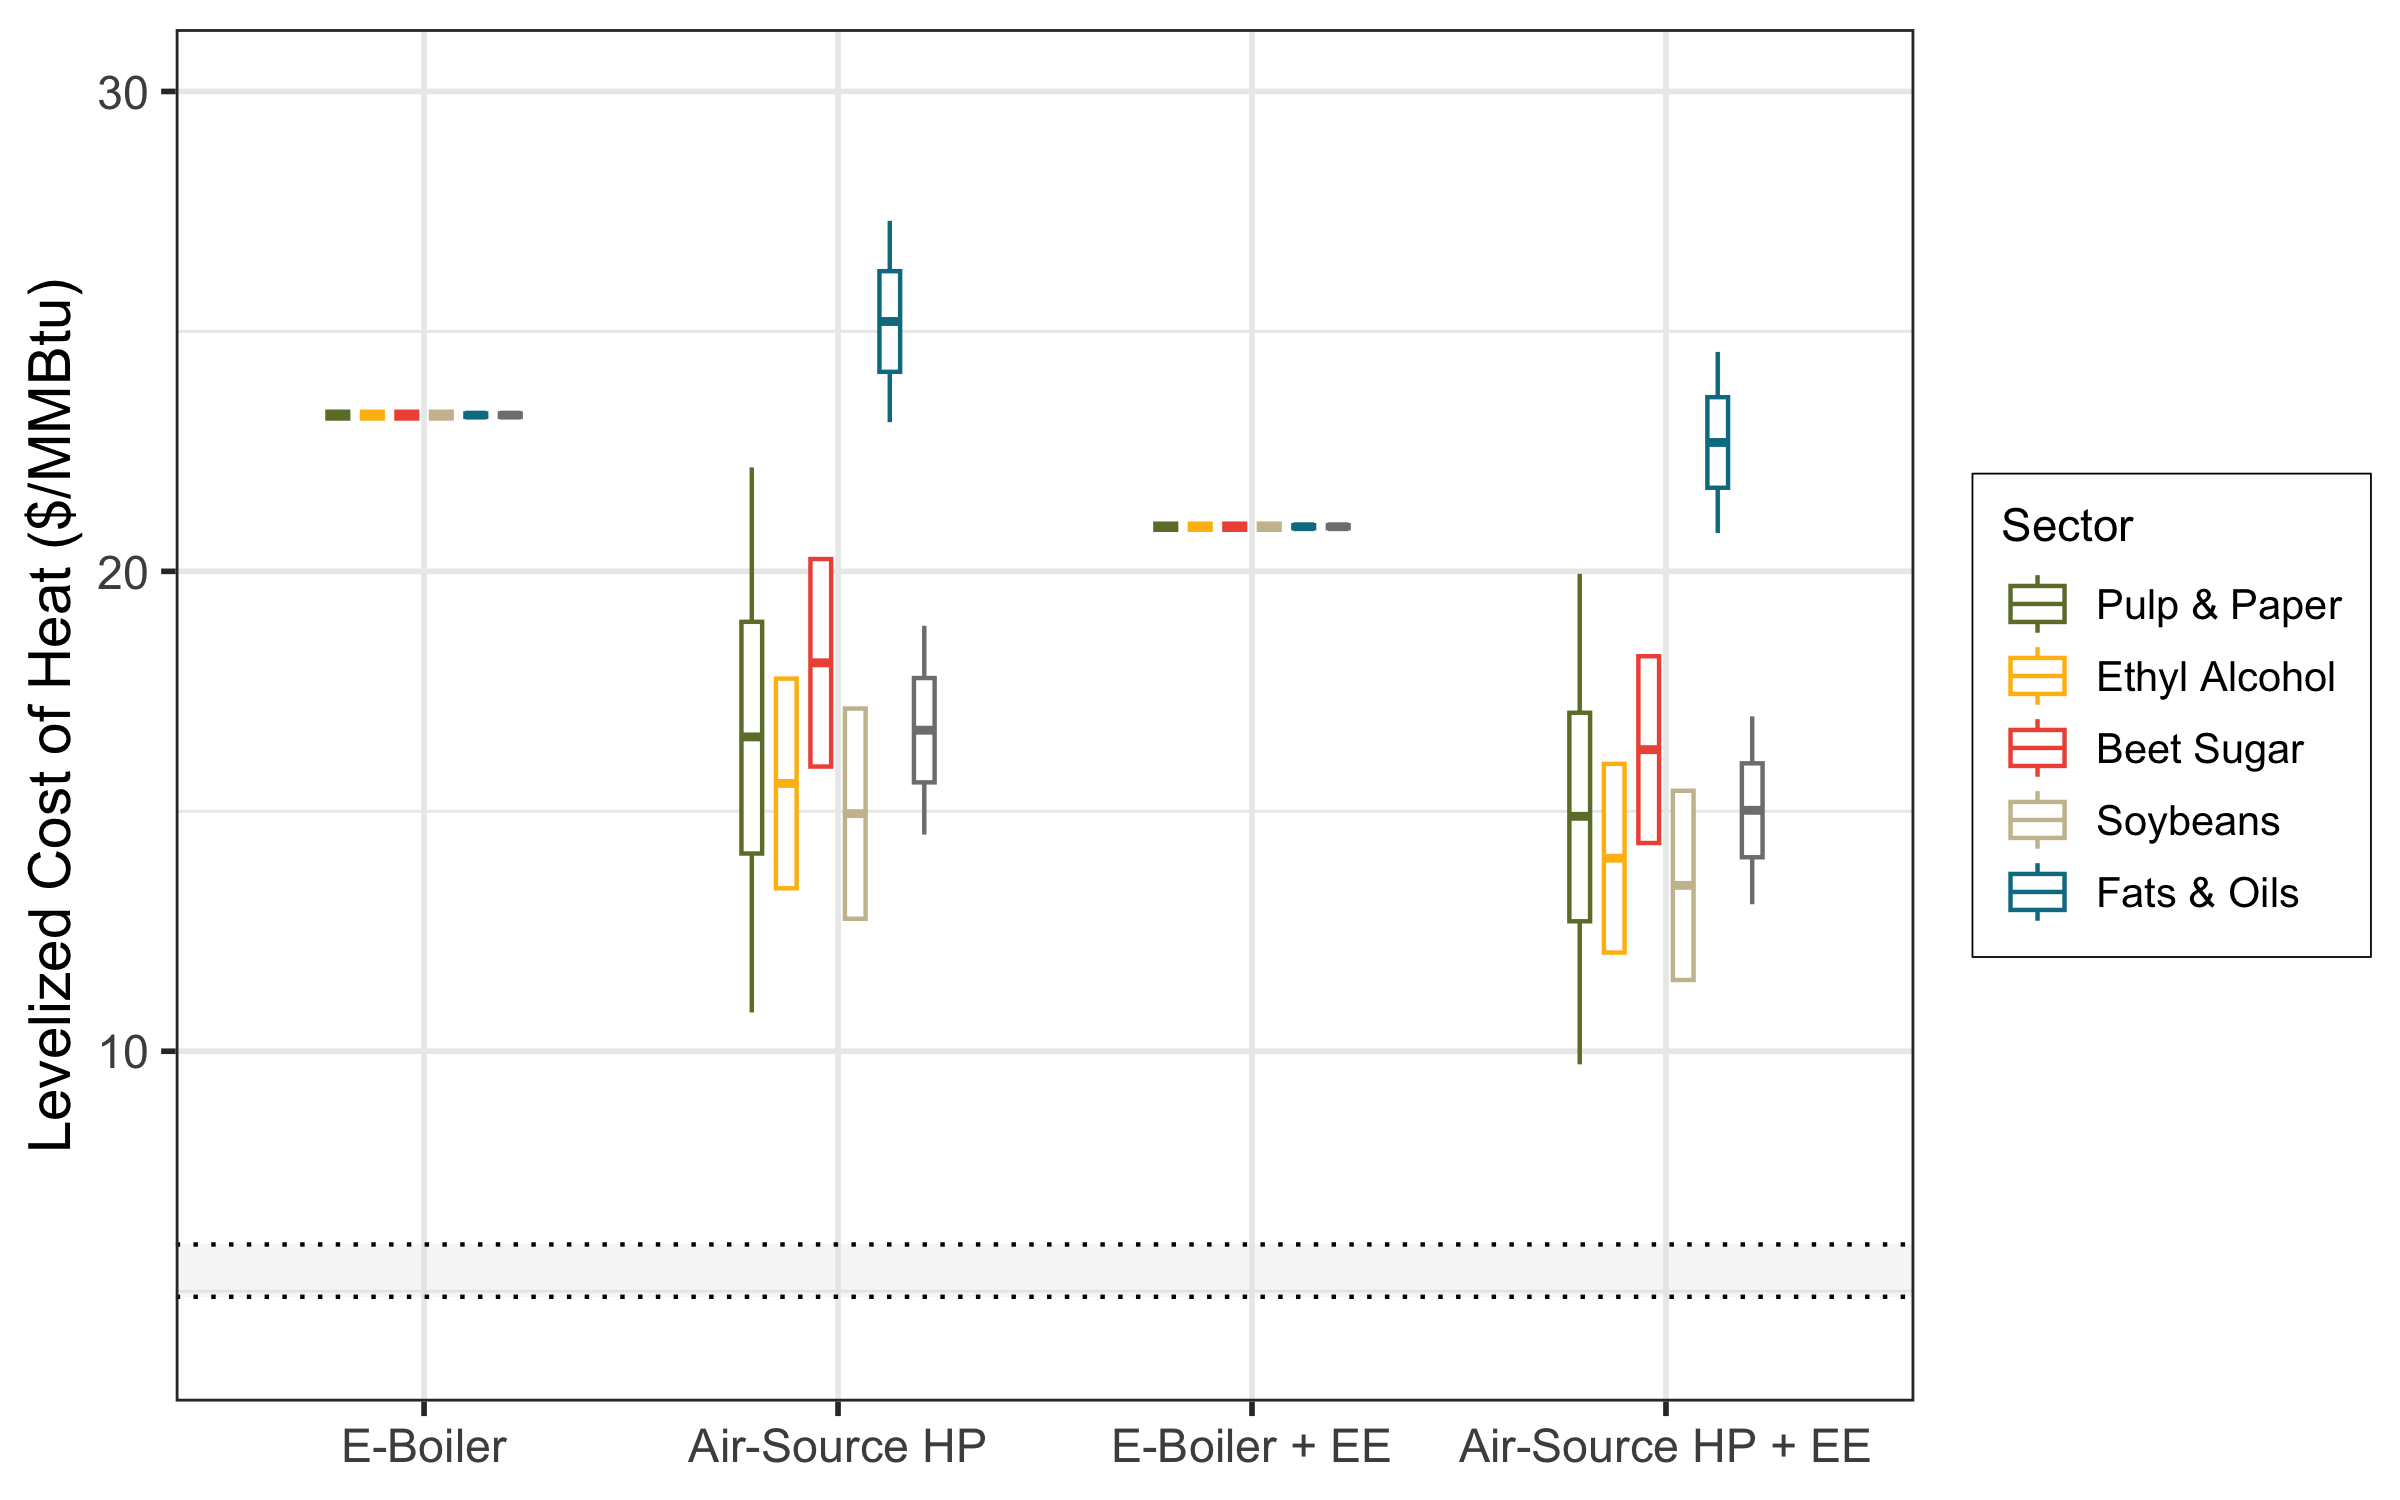 Levelized Cost of Heat ($/MMBtu)
30
20
10
E-Boiler
Air-Source HP
E-Boiler + EE
Air-Source HP + EE
Sector
Pulp & Paper
Ethyl Alcohol
Beet Sugar
Soybeans
Fats & Oils